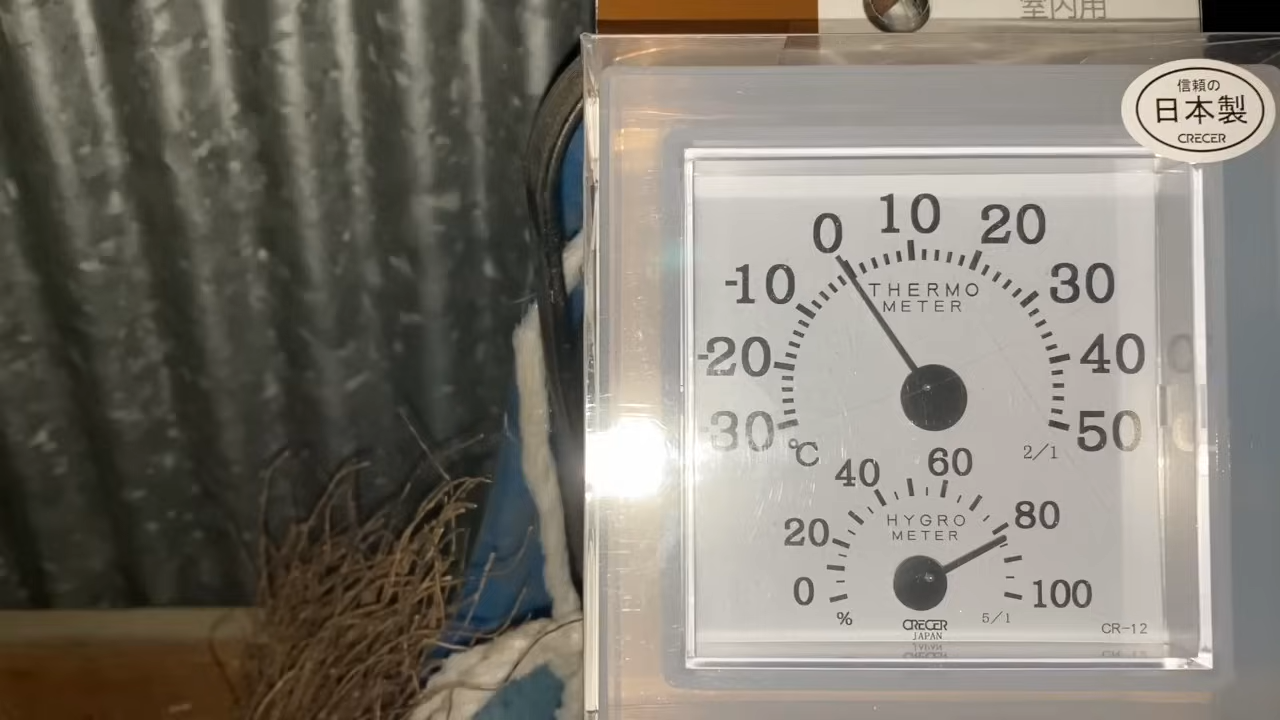 室内用
信頼の
日本製
CRECER
0 10 20
-10 30
-20 40
-30 50
THERMO
METER
℃
2/1
40 60
20 80
0 100
HYGRO
METER
%
5/1
CRECER
JAPAN
CR-12